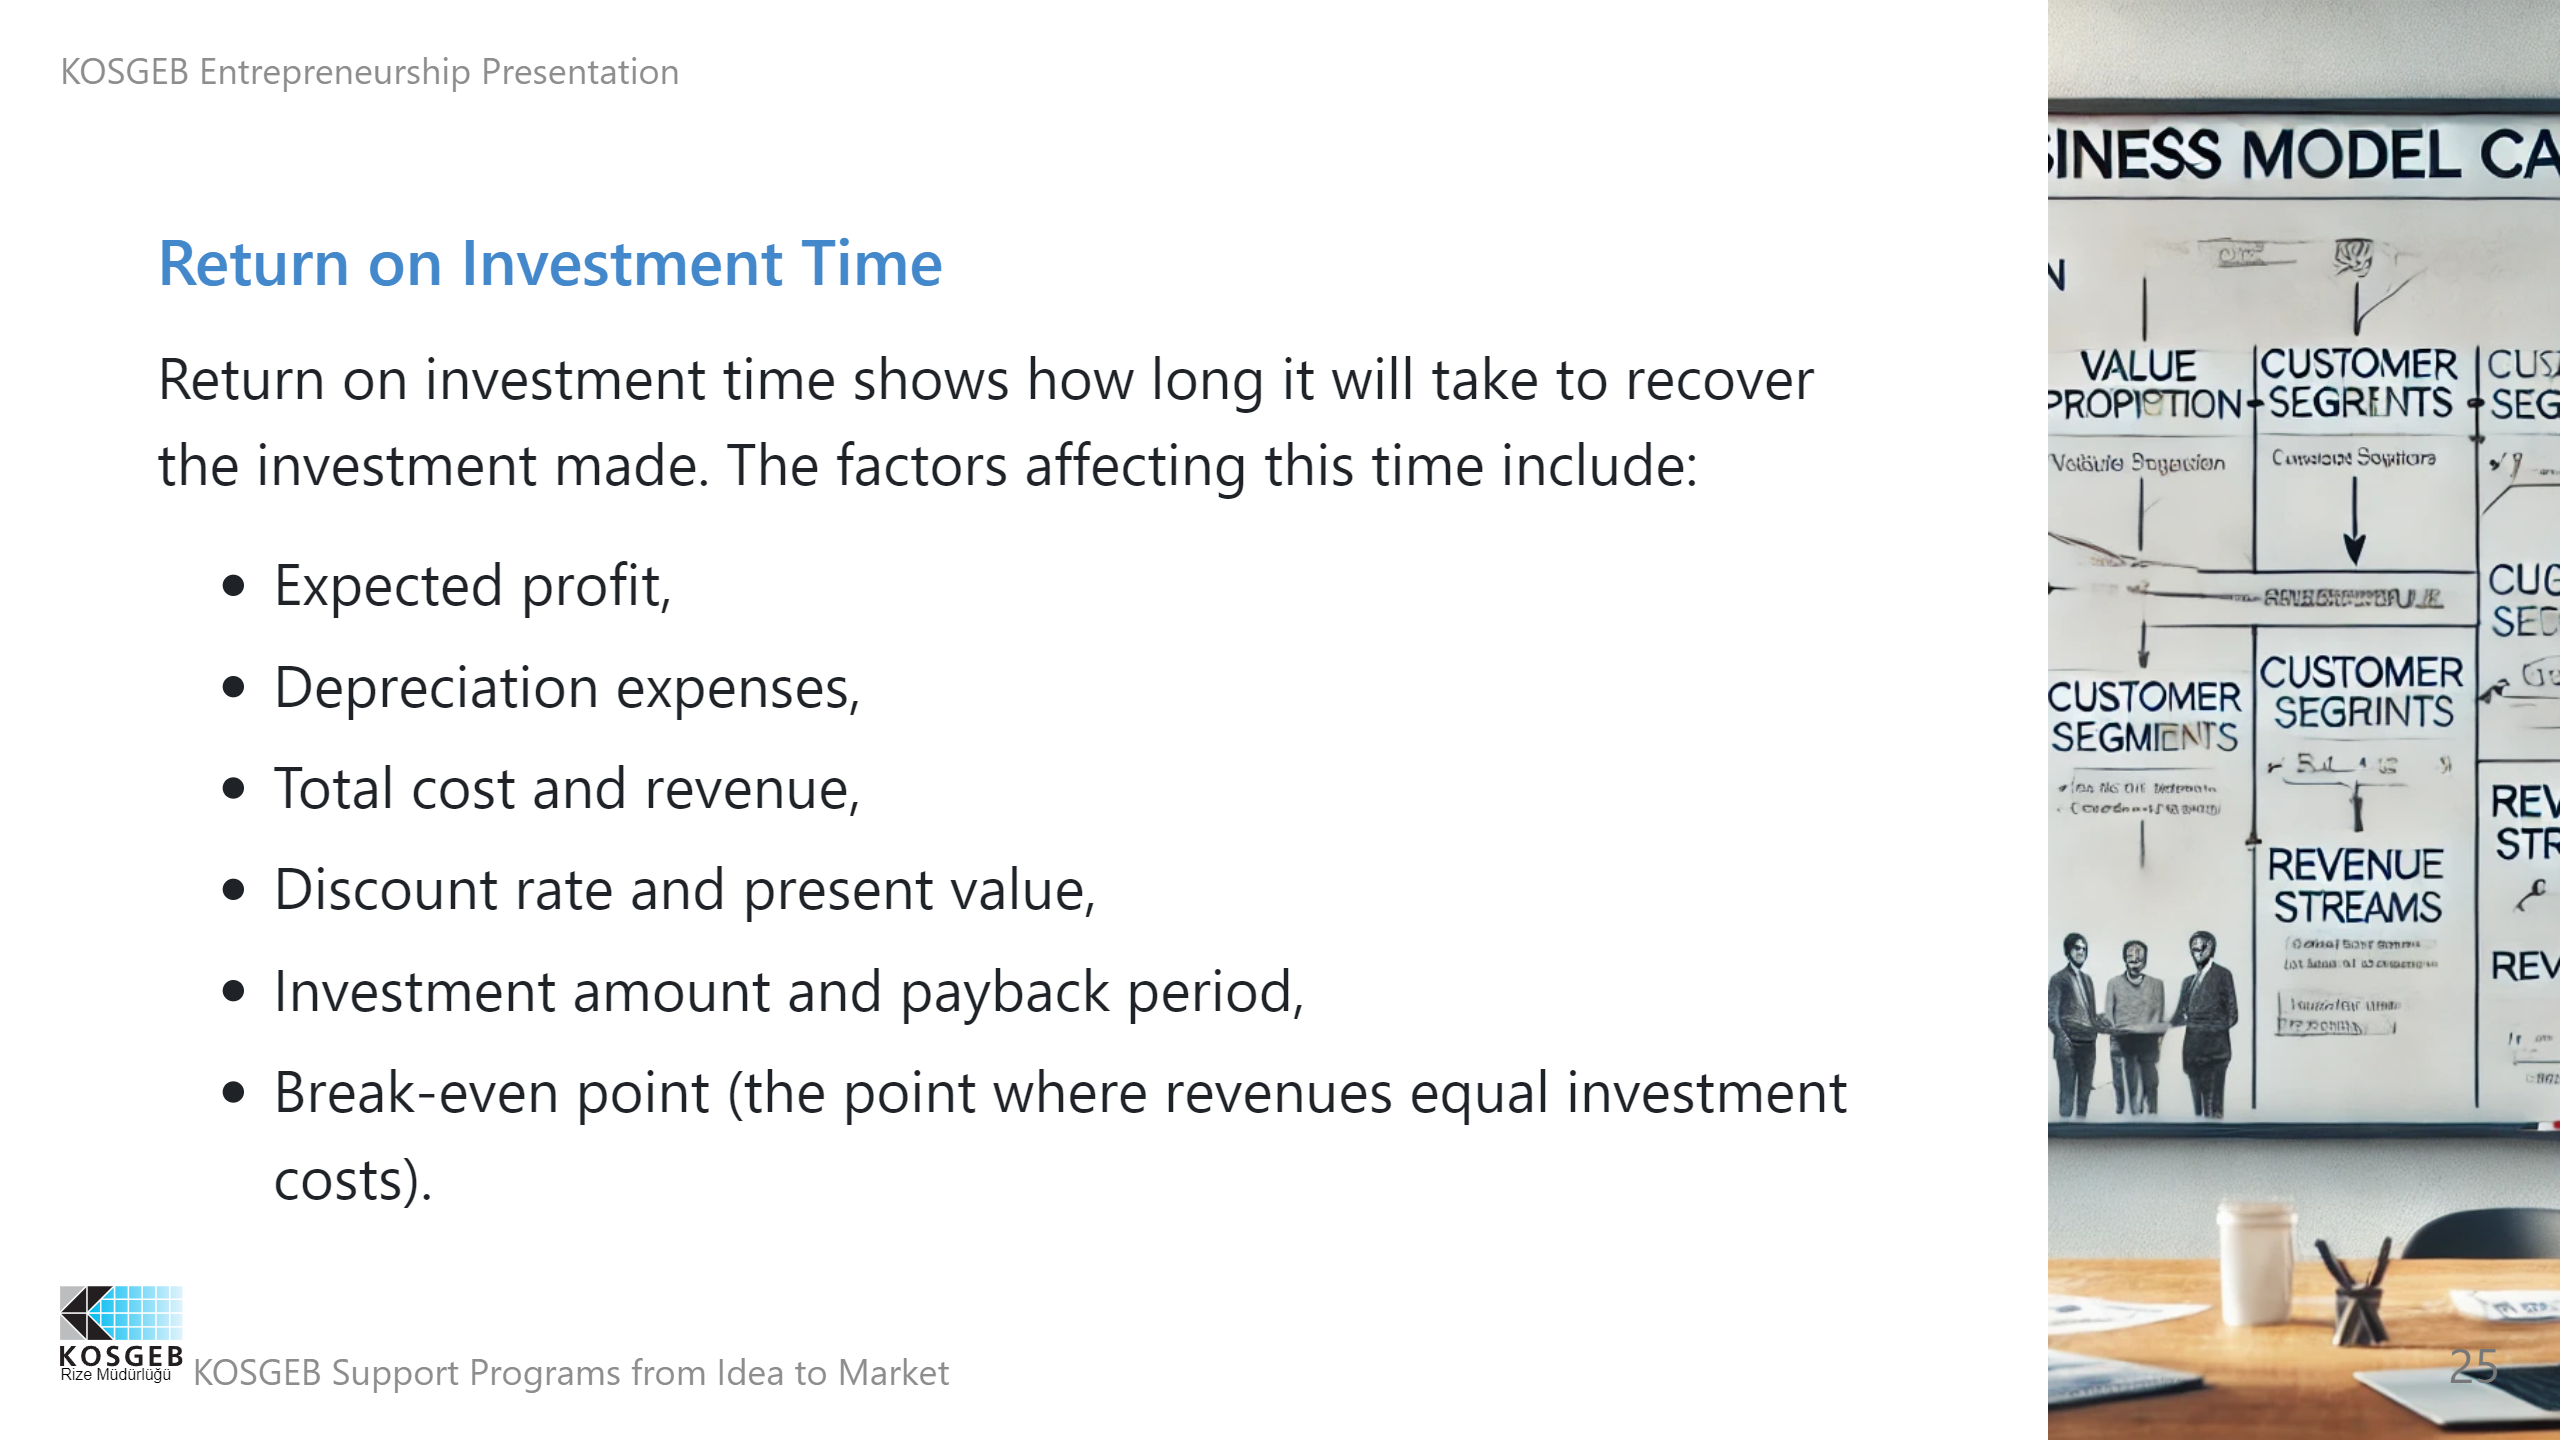 KOSGEB Entrepreneurship Presentation
Return on Investment Time
Return on investment time shows how long it will take to recover
the investment made. The factors affecting this time include:
• Expected profit,
• Depreciation expenses,
• Total cost and revenue,
• Discount rate and present value,
• Investment amount and payback period,
• Break-even point (the point where revenues equal investment
costs).
KOSGEB
Rize Müdürlüğü
KOSGEB Support Programs from Idea to Market
25
INESS MODEL CA
VALUE
CUSTOMER
CUSTOMER
CUSTOMER
SEGRINTS
REVENUE
STREAMS
REV
STR
REV